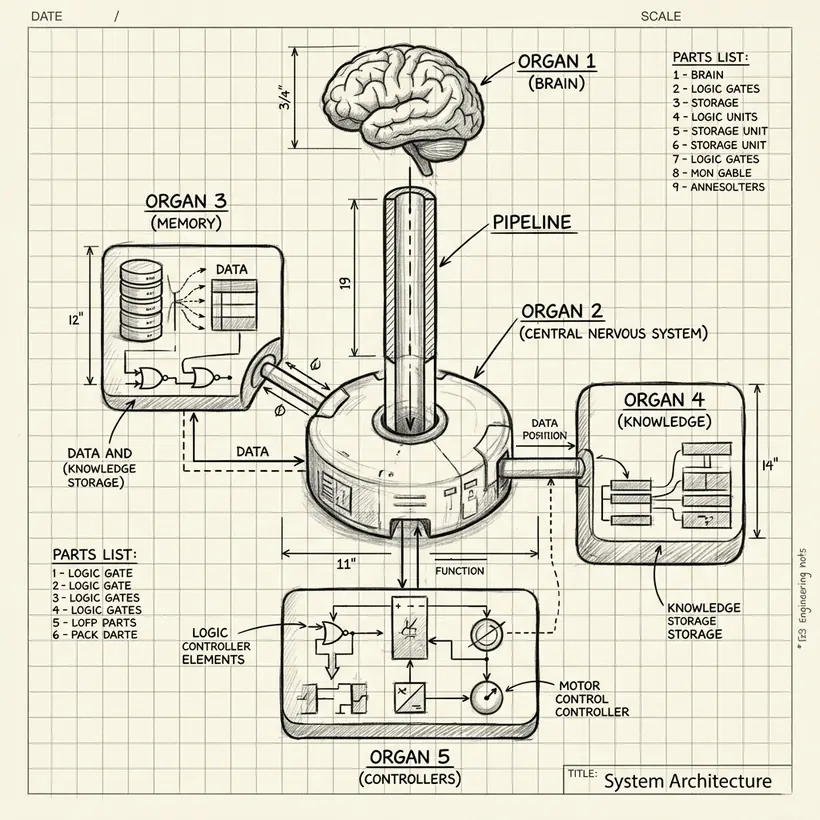 DATE /
SCALE
ORGAN 1
(BRAIN)
3/4"
PARTS LIST:
1 - BRAIN
2 - LOGIC GATES
3 - STORAGE
4 - LOGIC UNITS
5 - STORAGE UNIT
6 - STORAGE UNIT
7 - LOGIC GATES
8 - MON GABLE
9 - ANNESOLTERS
ORGAN 3
(MEMORY)
PIPELINE
DATA
12"
19
ORGAN 2
(CENTRAL NERVOUS SYSTEM)
ORGAN 4
(KNOWLEDGE)
DATA
POSITION
14"
DATA AND
(KNOWLEDGE
STORAGE)
DATA
11"
FUNCTION
PARTS LIST:
1 - LOGIC GATE
2 - LOGIC GATE
3 - LOGIC GATES
4 - LOGIC GATES
5 - LOFP PARTS
6 - PACK DARTE
LOGIC
CONTROLLER
ELEMENTS
+ -
KNOWLEDGE
STORAGE
STORAGE
MOTOR
CONTROL
CONTROLLER
ORGAN 5
(CONTROLLERS)
Engineering nots
TITLE: System Architecture